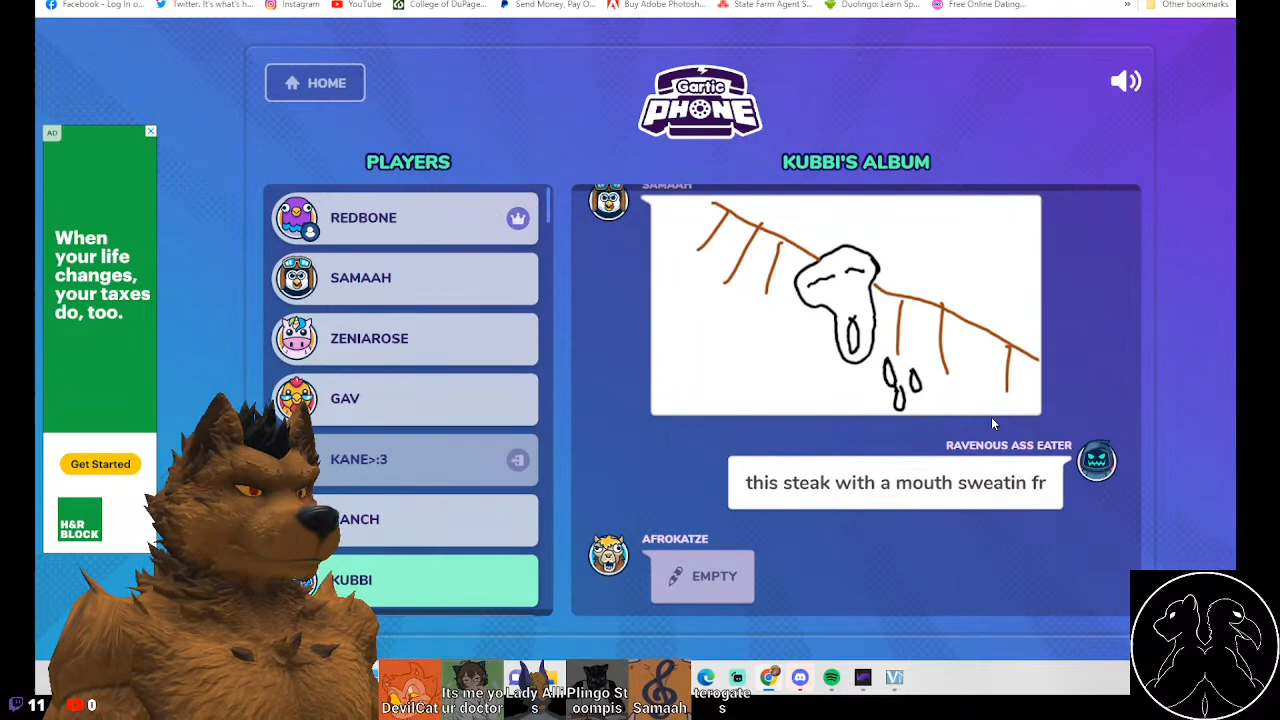 Facebook - Log In o...
Twitter. It's what's h...
Instagram
YouTube
College of DuPage...
Send Money, Pay O...
Buy Adobe Photosh...
State Farm Agent S...
Duolingo: Learn Sp...
Free Online Dating...
»
Other bookmarks
HOME
Gartic
PHONE
AD
PLAYERS
KUBBI'S ALBUM
When
your life
changes,
your taxes
do, too.
Get Started
H&R
BLOCK
REDBONE
SAMAAH
ZENIAROSE
GAV
KANE>:3
ANCH
KUBBI
SAMAAH
RAVENOUS ASS EATER
this steak with a mouth sweatin fr
AFROKATZE
EMPTY
DevilCat
Its me yo
ur doctor
Lady Alli
s
Plingo St
oompis
Samaah
terogate
s
11
0